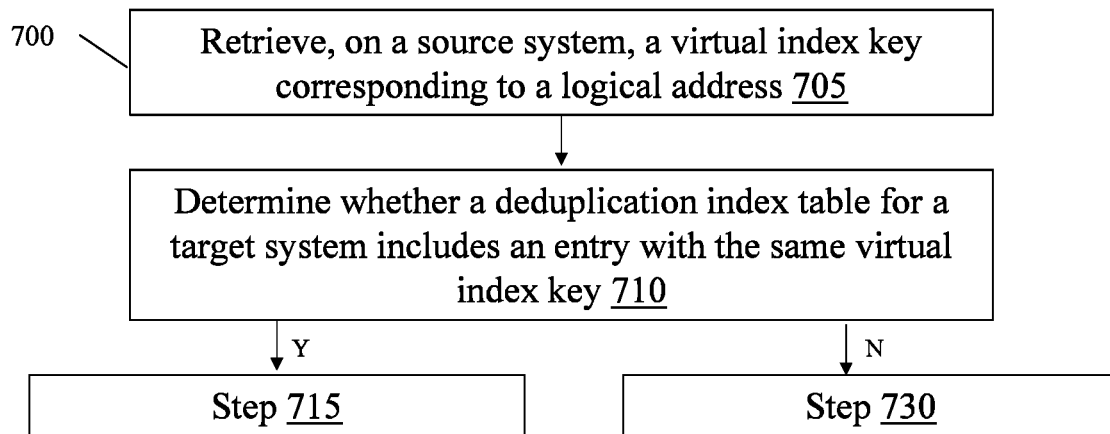 700
Retrieve, on a source system, a virtual index key
corresponding to a logical address 705
Determine whether a deduplication index table for a
target system includes an entry with the same virtual
index key 710
Y
N
Step 715
Step 730